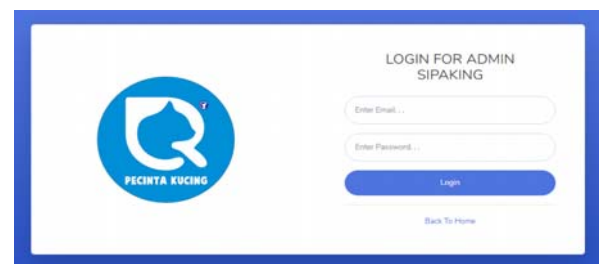 PECINTA KUCING
LOGIN FOR ADMIN
SIPAKING
Enter Email...
Enter Password...
Login
Back To Home